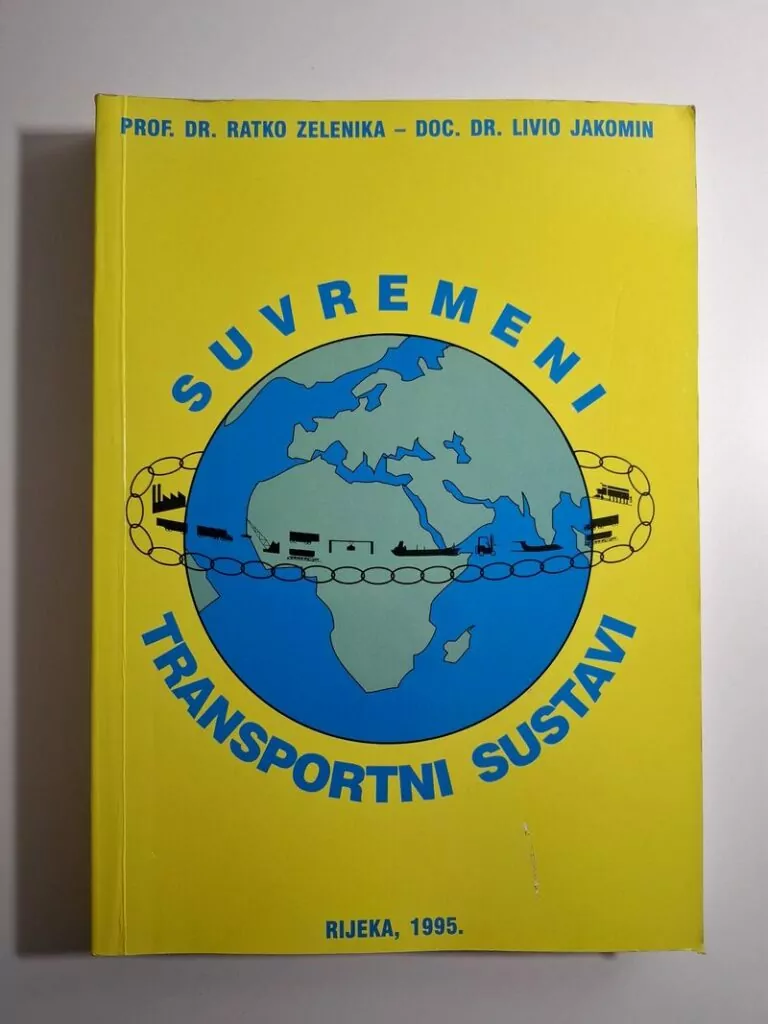 PROF. DR. RATKO ZELENIKA – DOC. DR. LIVIO JAKOMIN
SUVREMENI
TRANSPORTNI SUSTAVI
RIJEKA, 1995.